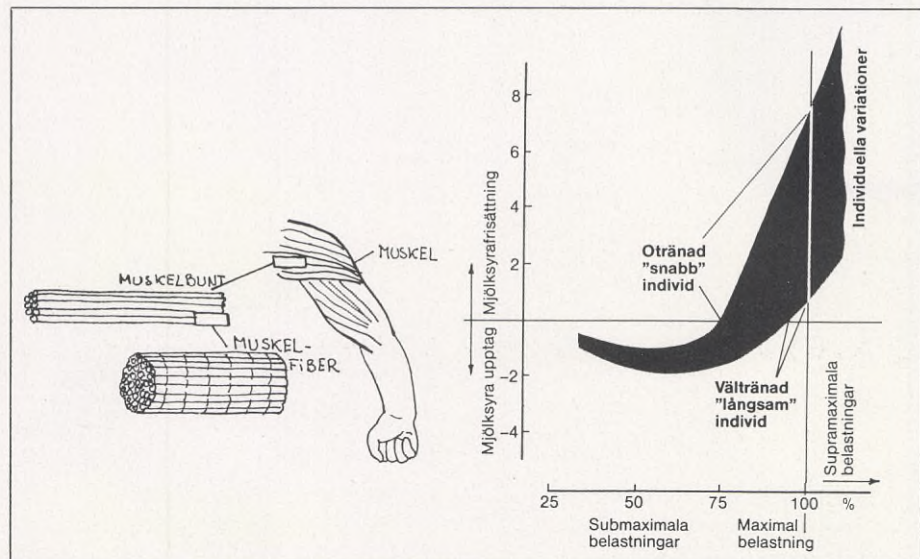 MUSKELBUNT
MUSKEL
MUSKEL-
FIBER
Mjölksyrafrisättning
Mjölksyra upptag
8
6
4
2
0
−2
−4
Otränad
"snabb"
individ
Vältränad
"långsam"
individ
Individuella variationer
Supramaximala
belastningar
25 50 75 100 %
Submaximala
belastningar
Maximal
belastning